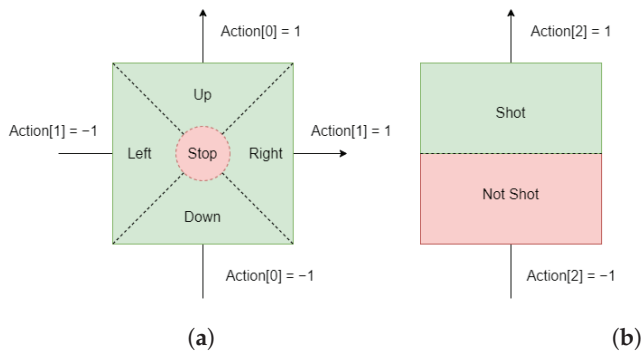 Action[0] = 1
Action[2] = 1
Up
Shot
Action[1] = −1
Action[1] = 1
Left
Stop
Right
Not Shot
Down
Action[0] = −1
Action[2] = −1
(a)
(b)